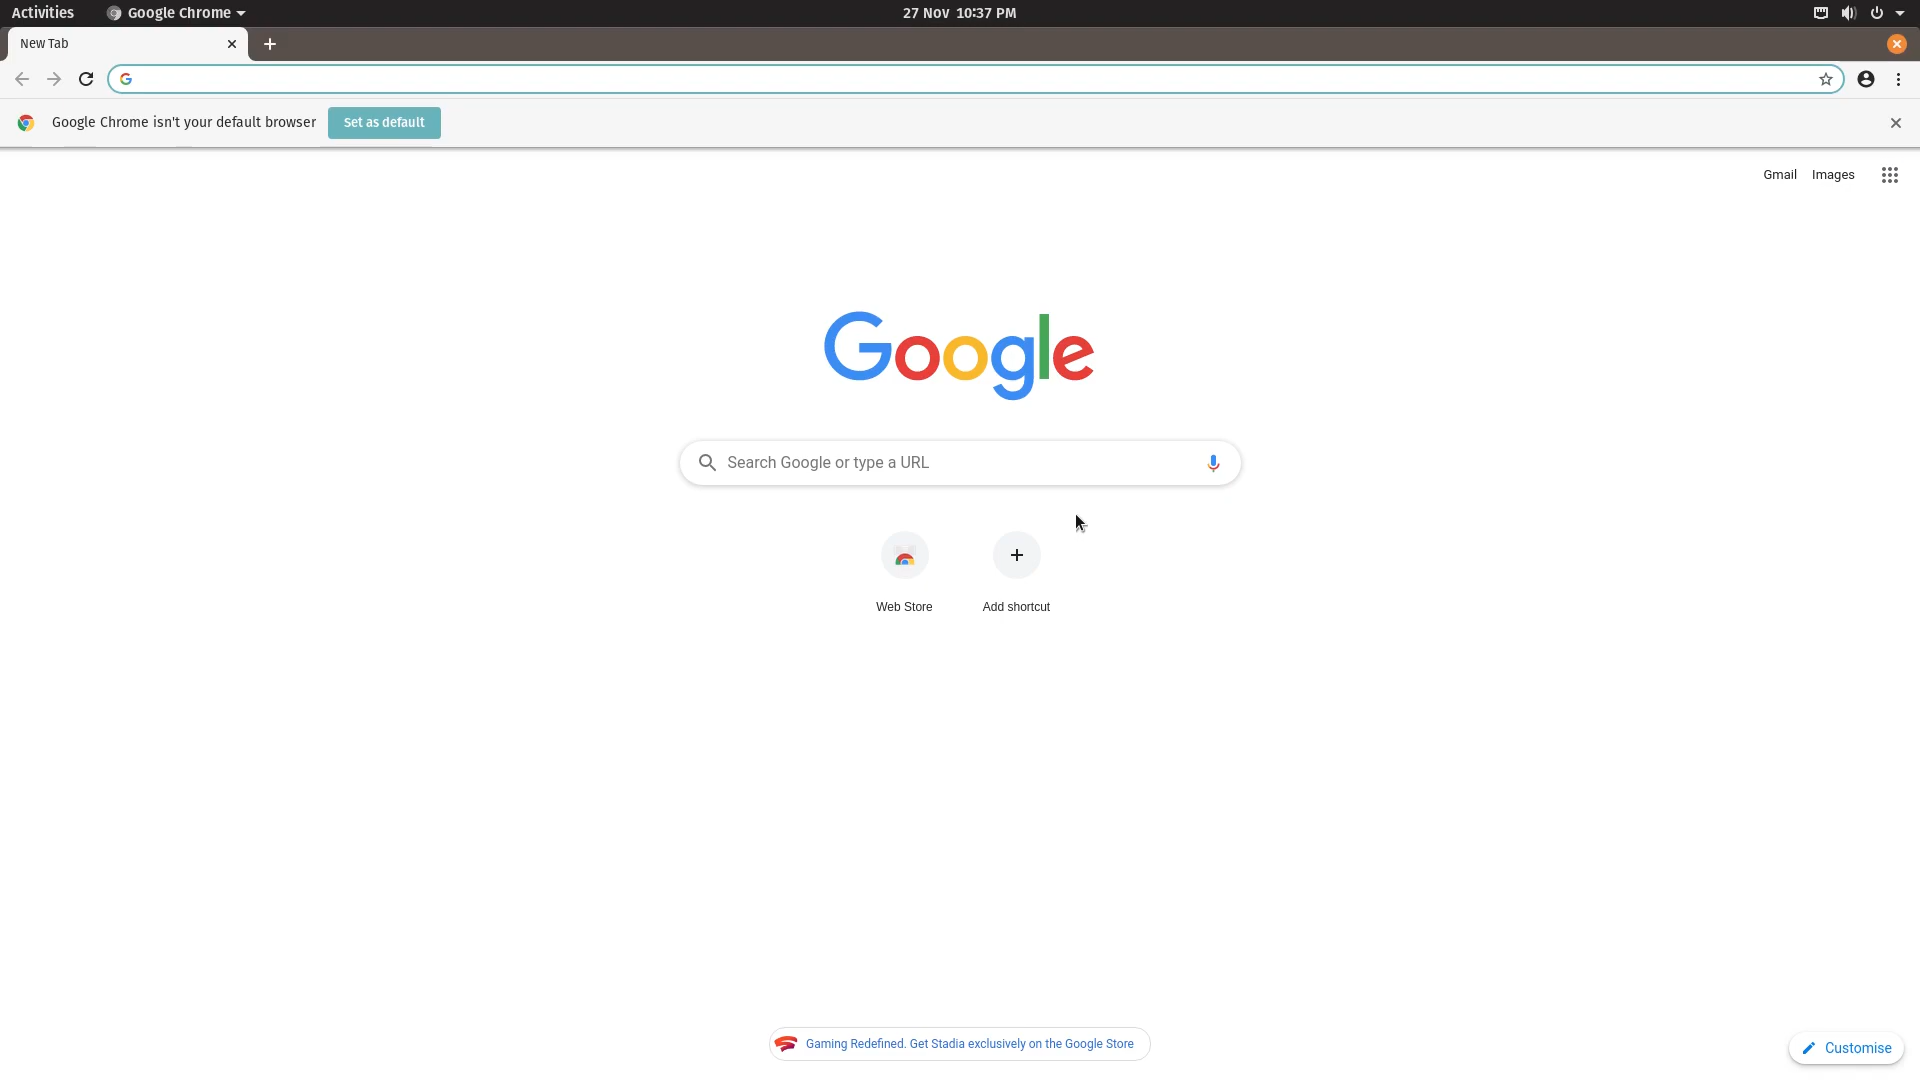 Activities
Google Chrome
27 Nov 10:37 PM
New Tab
Google Chrome isn't your default browser
Set as default
Gmail
Images
Google
Search Google or type a URL
Web Store
Add shortcut
Gaming Redefined. Get Stadia exclusively on the Google Store
Customise